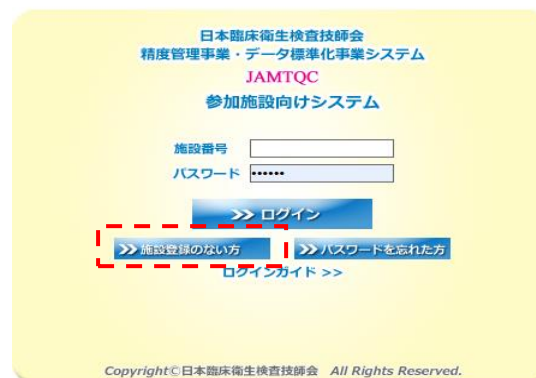 日本臨床衛生検査技師会
精度管理事業・データ標準化事業システム
JAMTQC
参加施設向けシステム
施設番号
パスワード ••••••
>> ログイン
>> 施設登録のない方 >> パスワードを忘れた方
ログインガイド >>
Copyright©日本臨床衛生検査技師会 All Rights Reserved.